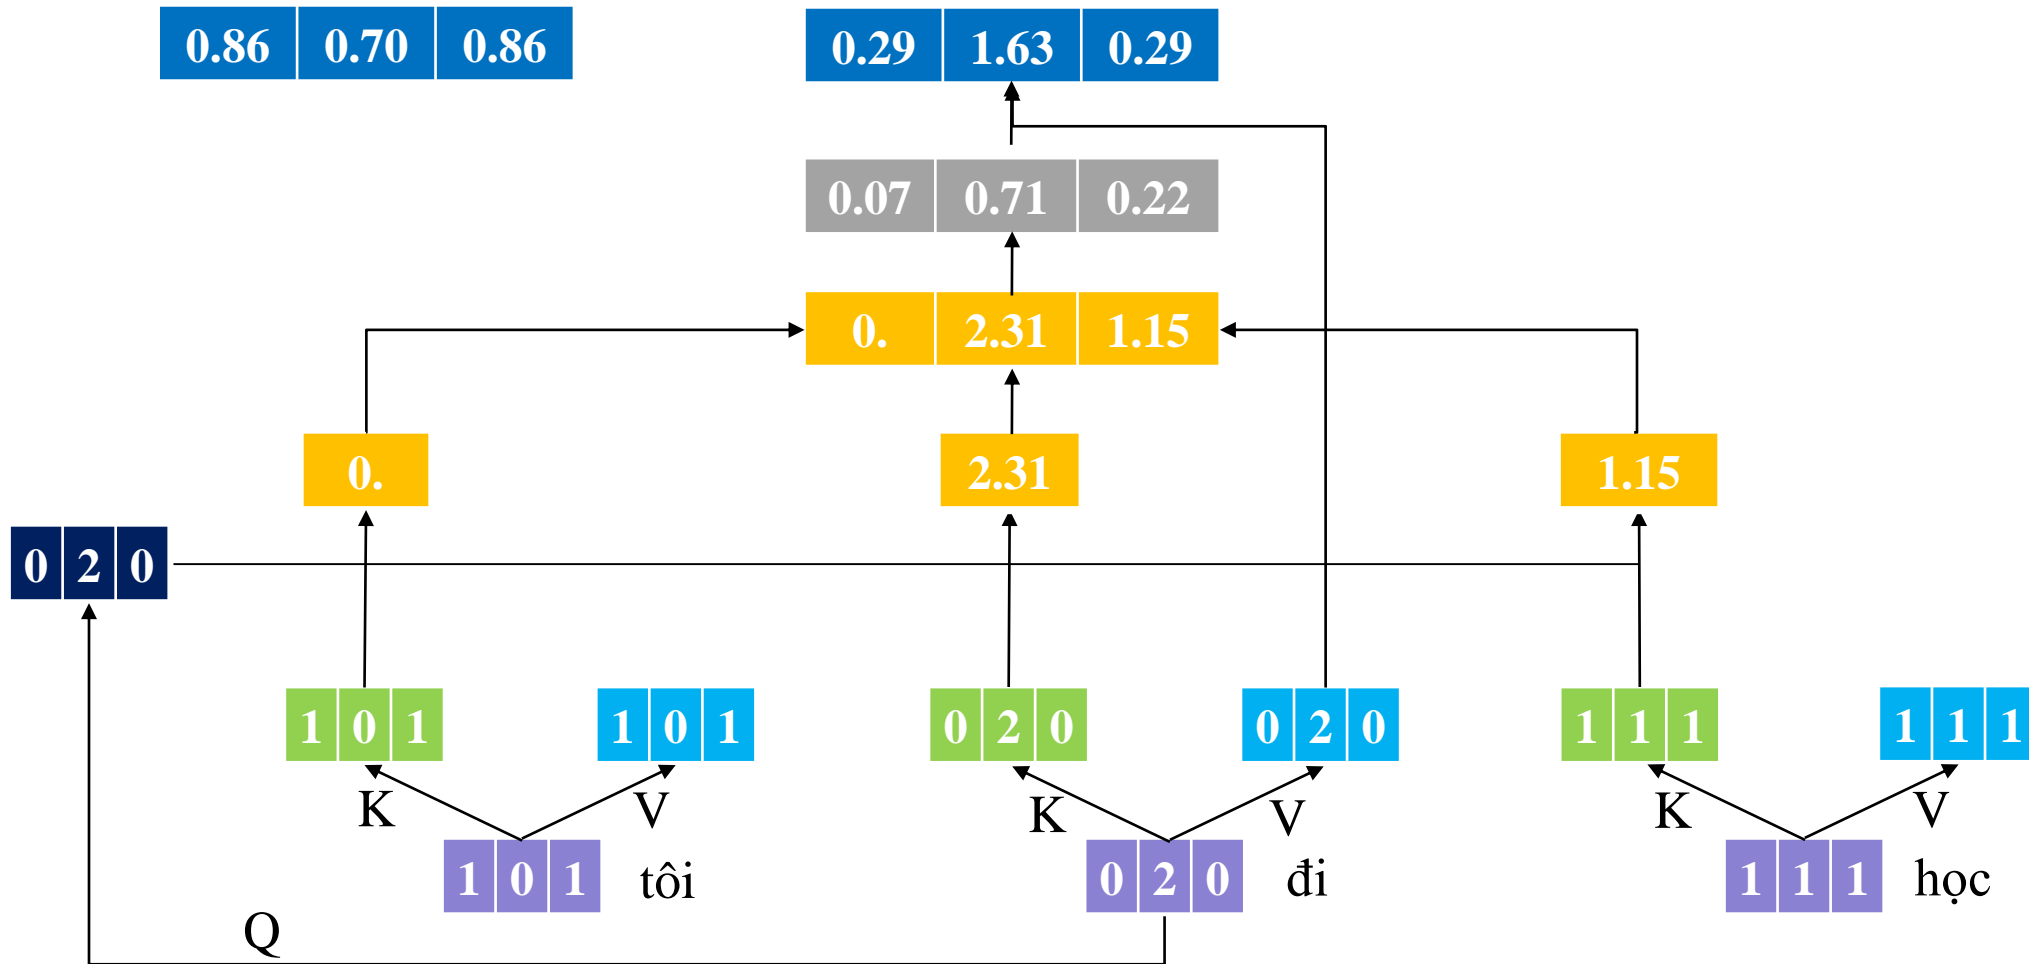 0.86 0.70 0.86 0.29 1.63 0.29
0.07 0.71 0.22
0. 2.31 1.15
0. 2.31 1.15
0 2 0
1 0 1 1 0 1 0 2 0 0 2 0 1 1 1 1 1 1
K V K V K V
1 0 1 tôi 0 2 0 đi 1 1 1 học
Q